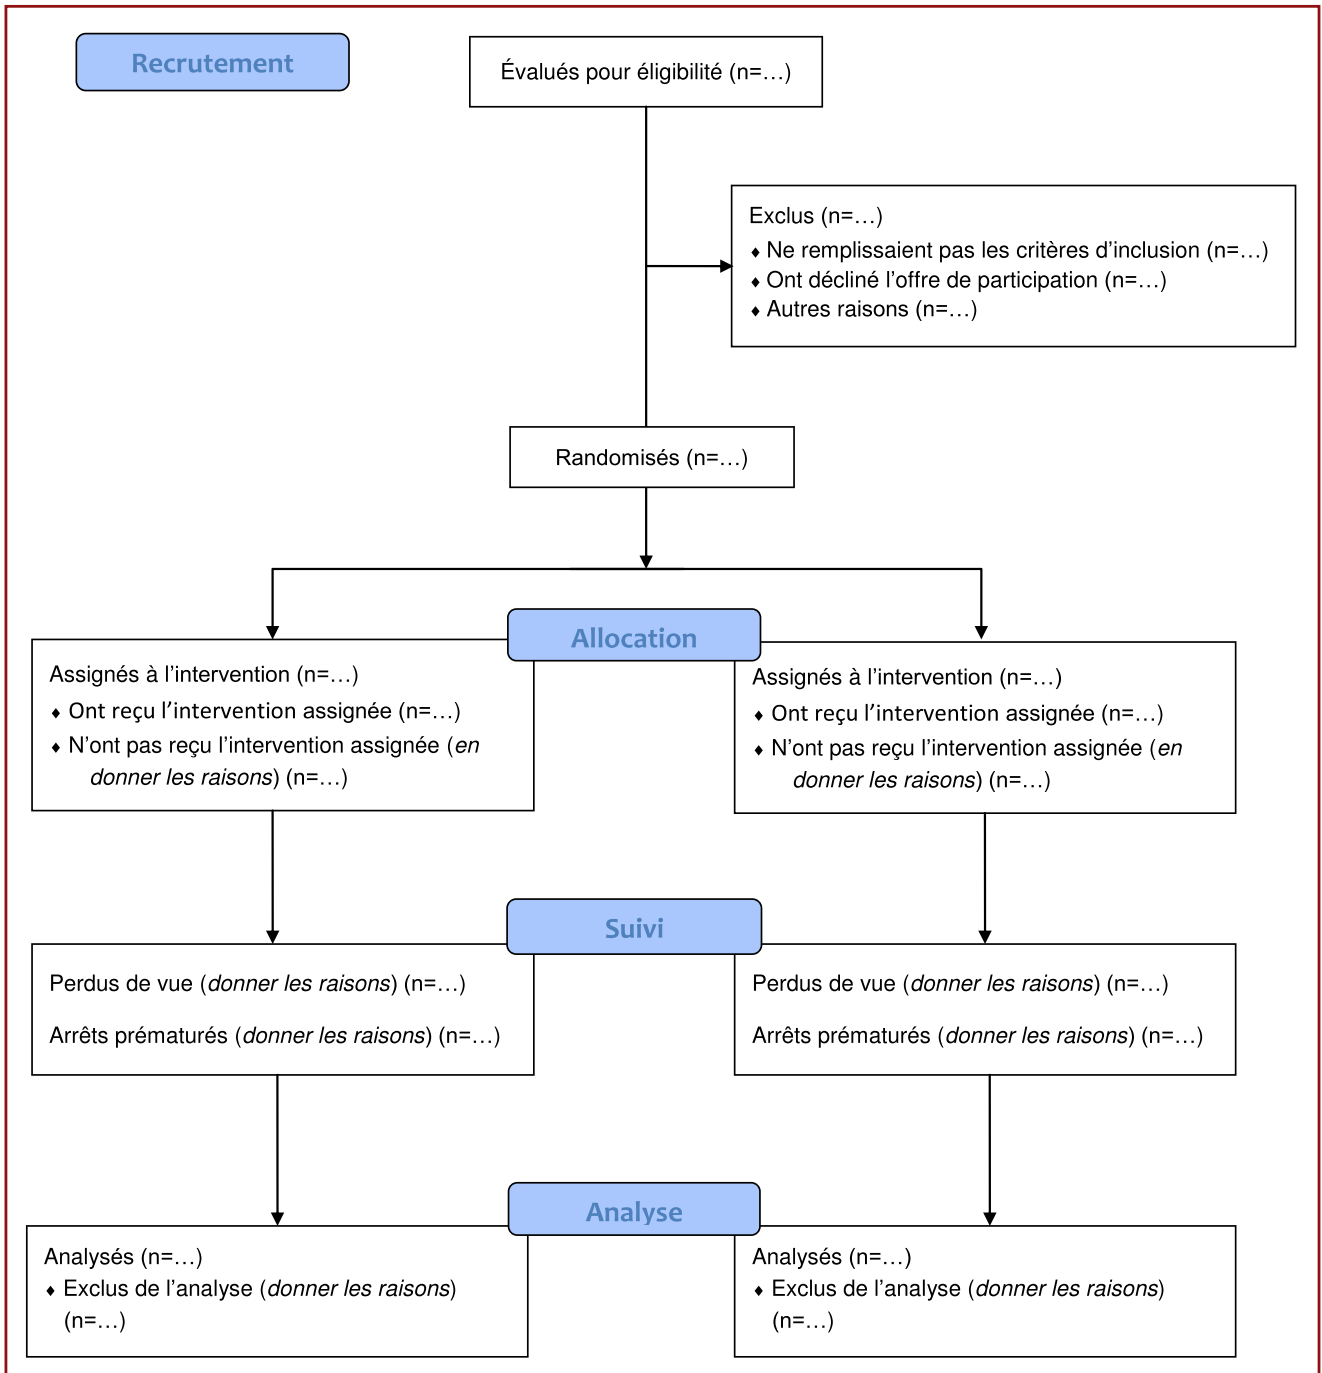 Recrutement
Évalués pour éligibilité (n=…)
Exclus (n=…)
♦ Ne remplissaient pas les critères d’inclusion (n=…)
♦ Ont décliné l’offre de participation (n=…)
♦ Autres raisons (n=…)
Randomisés (n=…)
Allocation
Assignés à l’intervention (n=…)
♦ Ont reçu l’intervention assignée (n=…)
♦ N’ont pas reçu l’intervention assignée (en
donner les raisons) (n=…)
Assignés à l’intervention (n=…)
♦ Ont reçu l’intervention assignée (n=…)
♦ N’ont pas reçu l’intervention assignée (en
donner les raisons) (n=…)
Suivi
Perdus de vue (donner les raisons) (n=…)
Arrêts prématurés (donner les raisons) (n=…)
Perdus de vue (donner les raisons) (n=…)
Arrêts prématurés (donner les raisons) (n=…)
Analyse
Analysés (n=…)
♦ Exclus de l’analyse (donner les raisons)
(n=…)
Analysés (n=…)
♦ Exclus de l’analyse (donner les raisons)
(n=…)